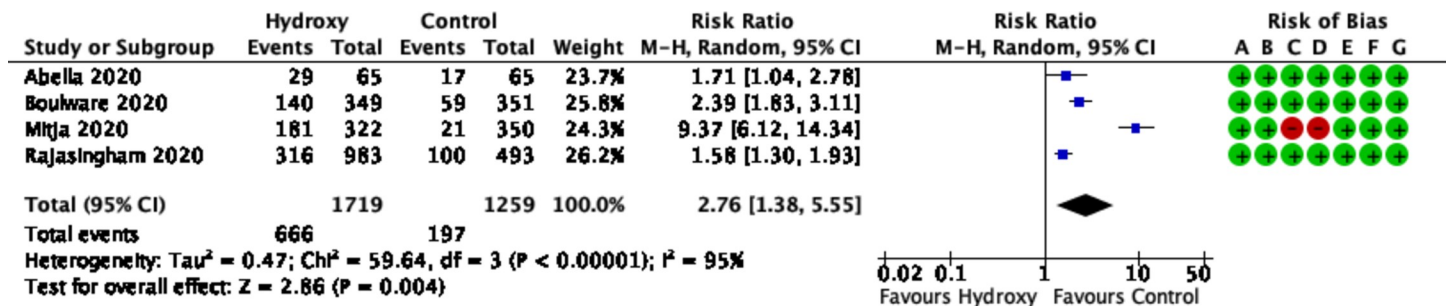 Hydroxy Control Risk Ratio Risk Ratio Risk of Bias
Study or Subgroup Events Total Events Total Weight M-H, Random, 95% CI M-H, Random, 95% CI A B C D E F G
Abella 2020 29 65 17 65 23.7% 1.71 [1.04, 2.78] + + + + + + +
Boulware 2020 140 349 59 351 25.8% 2.39 [1.83, 3.11] + + + + + + +
Mitja 2020 181 322 21 350 24.3% 9.37 [6.12, 14.34] + + - - + + +
Rajasingham 2020 316 983 100 493 26.2% 1.58 [1.30, 1.93] + + + + + + +
Total (95% CI) 1719 1259 100.0% 2.76 [1.38, 5.55]
Total events 666 197
Heterogeneity: Tau² = 0.47; Chi² = 59.64, df = 3 (P < 0.00001); I² = 95%
Test for overall effect: Z = 2.86 (P = 0.004)
0.02 0.1 1 10 50
Favours Hydroxy Favours Control